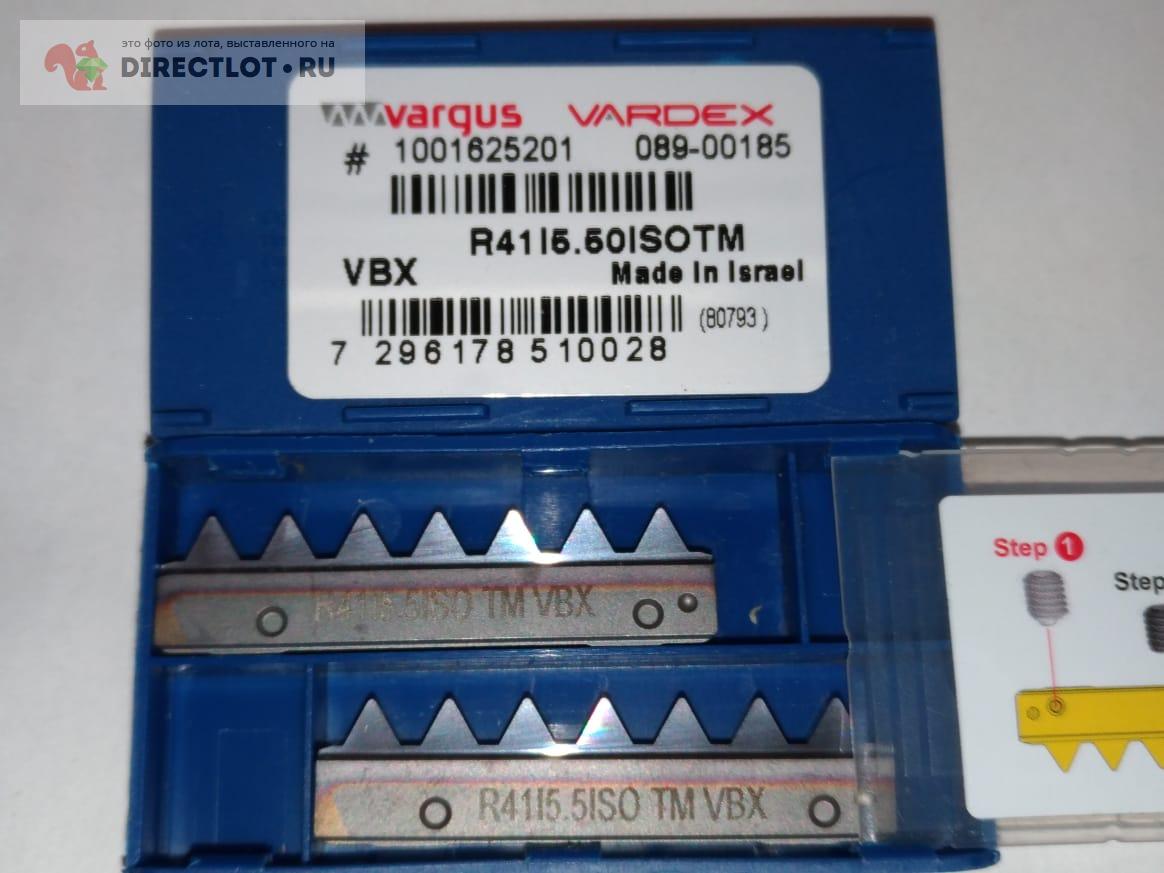 это фото из лота, выставленного на
DIRECTLOT•RU
vargus VARDEX
# 1001625201 089-00185
R41I5.50ISOTM
VBX Made In Israel
(80793)
7 296178 510028
R41I5.5ISO TM VBX
Step 1
Step
R41I5.5ISO TM VBX